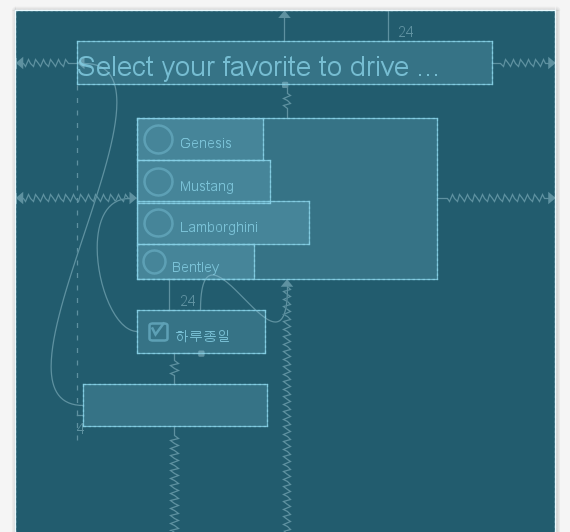 24
Select your favorite to drive ...
Genesis
Mustang
Lamborghini
Bentley
24
하루종일